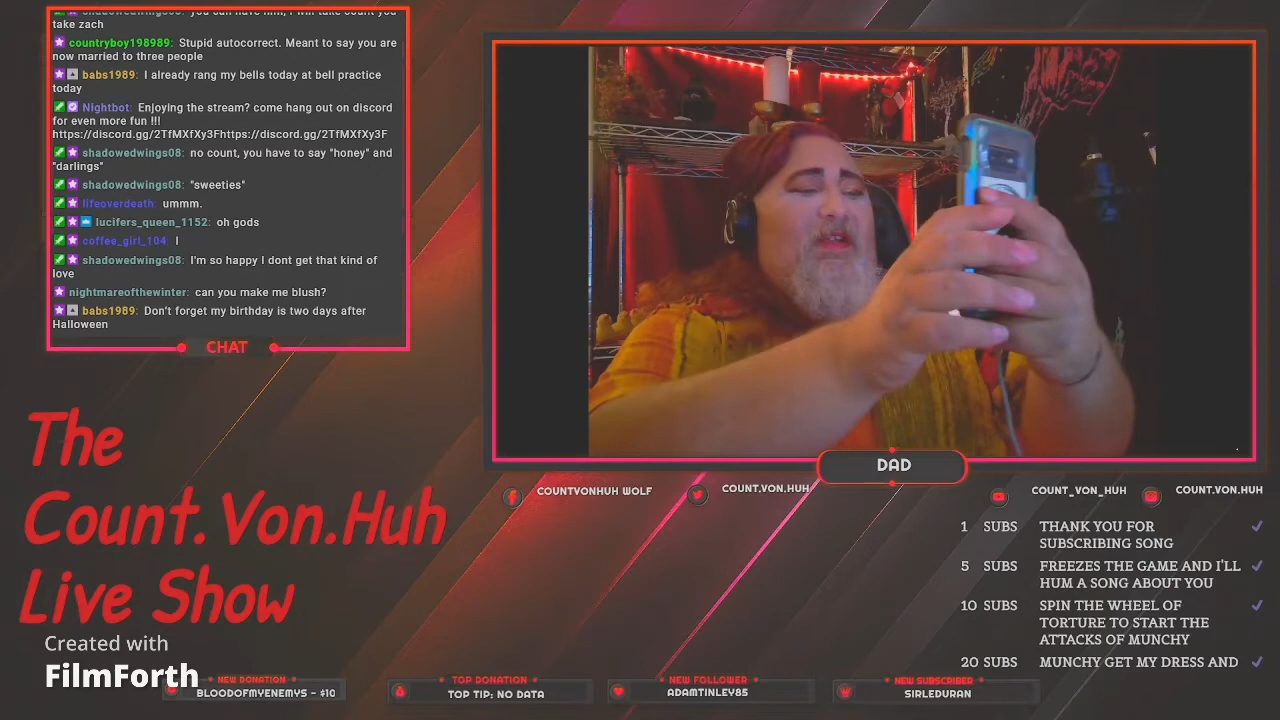 take zach
countryboy198989: Stupid autocorrect. Meant to say you are
now married to three people
babs1989: I already rang my bells today at bell practice
today
Nightbot: Enjoying the stream? come hang out on discord
for even more fun !!!
https://discord.gg/2TfMXfXy3Fhttps://discord.gg/2TfMXfXy3F
shadowedwings08: no count, you have to say "honey" and
"darlings"
shadowedwings08: "sweeties"
lifeoverdeath: ummm.
lucifers_queen_1152: oh gods
coffee_girl_104: I
shadowedwings08: I'm so happy I dont get that kind of
love
nightmareofthewinter: can you make me blush?
babs1989: Don't forget my birthday is two days after
Halloween
CHAT
The
Count.Von.Huh
Live Show
Created with
FilmForth
DAD
COUNTVONHUH WOLF
COUNT.VON.HUH
COUNT_VON_HUH
COUNT.VON.HUH
1 SUBS THANK YOU FOR
SUBSCRIBING SONG
5 SUBS FREEZES THE GAME AND I'LL
HUM A SONG ABOUT YOU
10 SUBS SPIN THE WHEEL OF
TORTURE TO START THE
ATTACKS OF MUNCHY
20 SUBS MUNCHY GET MY DRESS AND
NEW DONATION
BLOODOFMYENEMYS - $10
TOP DONATION
TOP TIP: NO DATA
NEW FOLLOWER
ADAMTINLEY85
NEW SUBSCRIBER
SIRLEDURAN